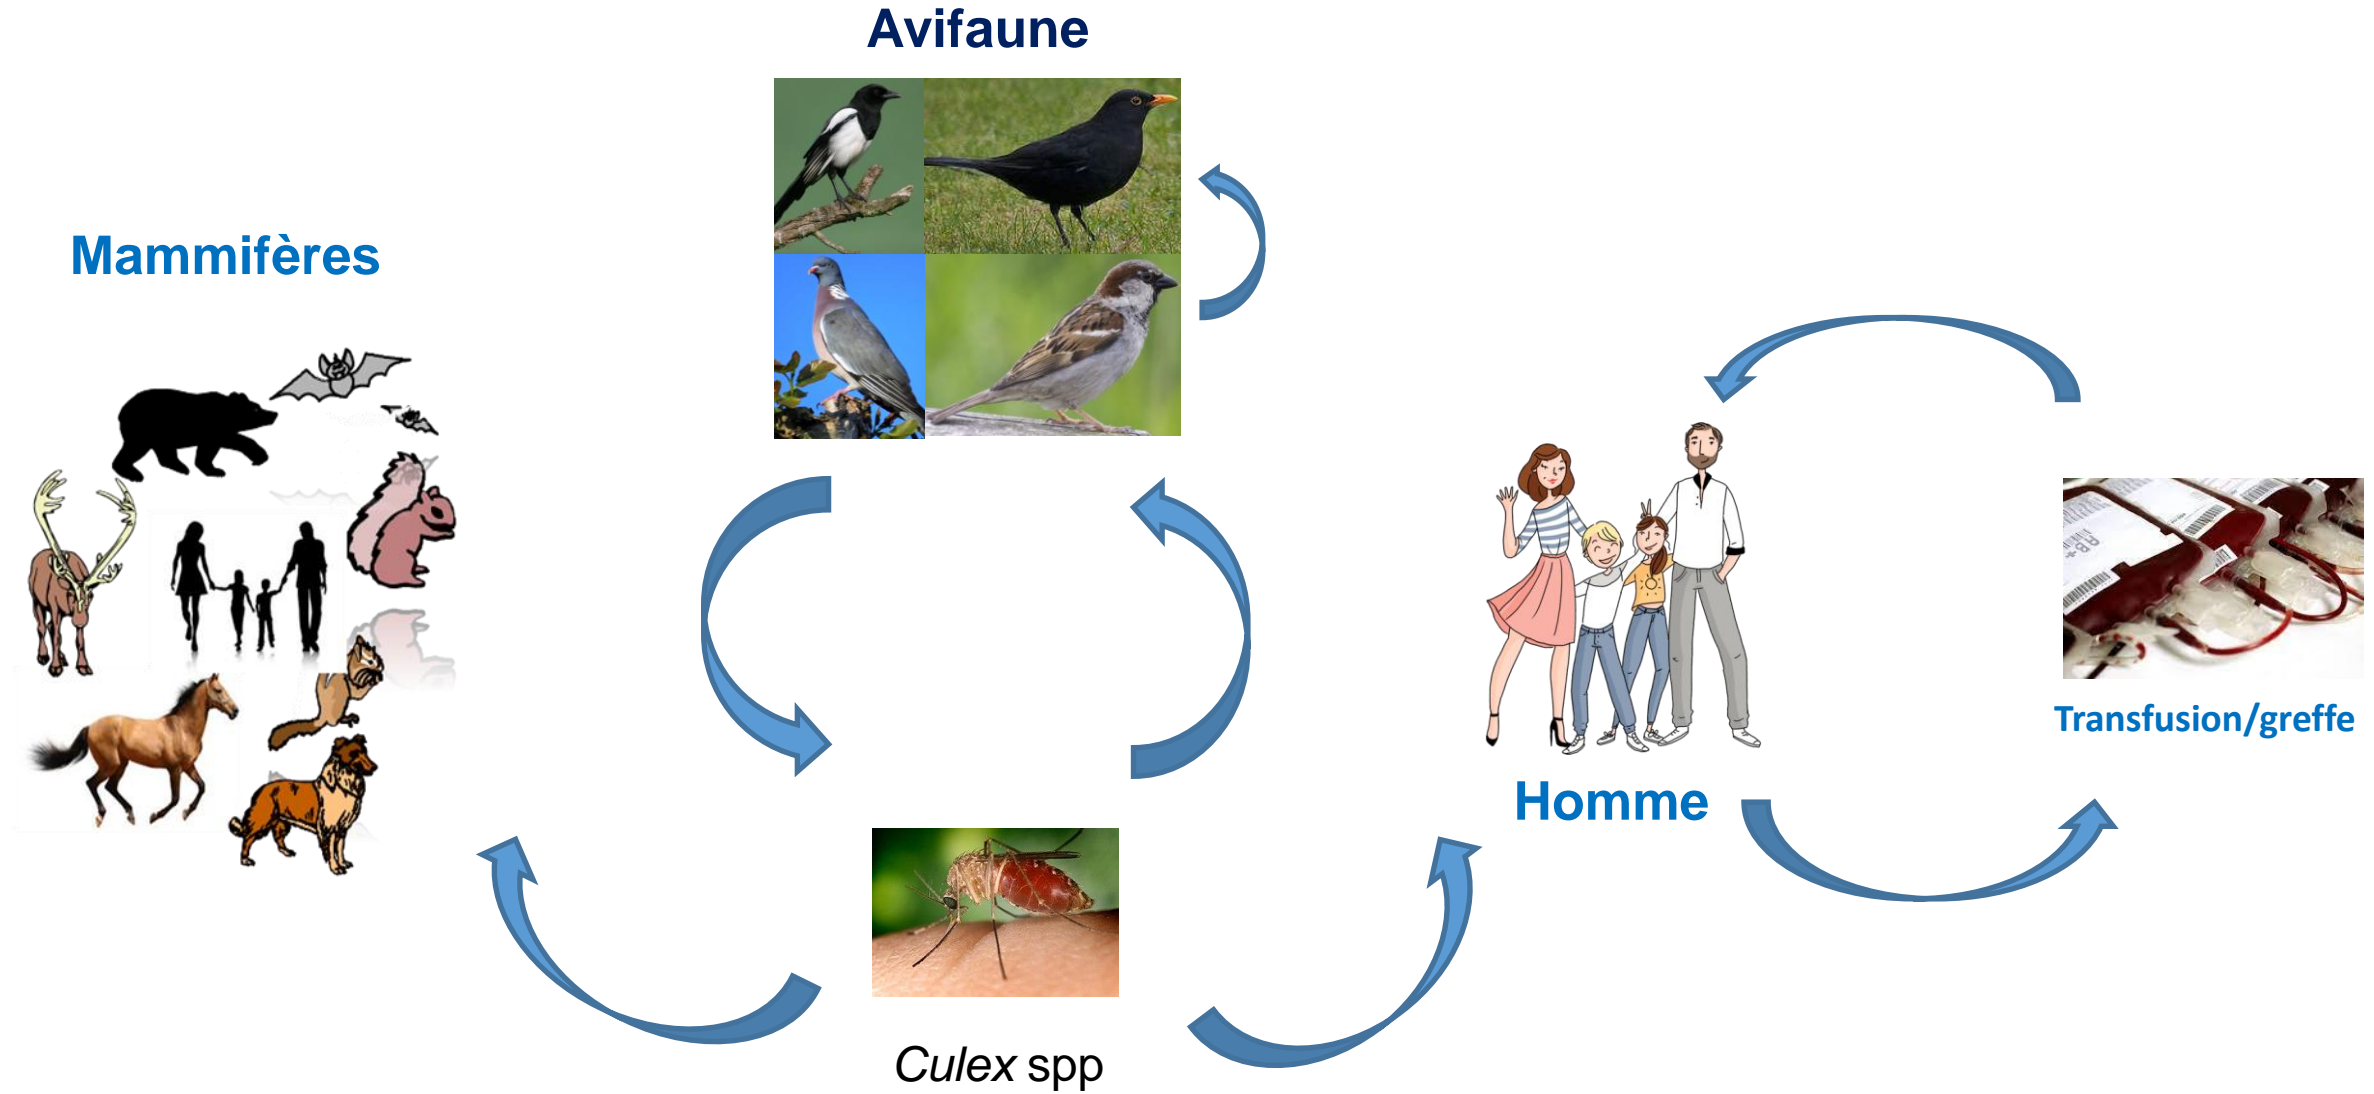 Avifaune
Mammifères
Transfusion/greffe
Homme
Culex spp